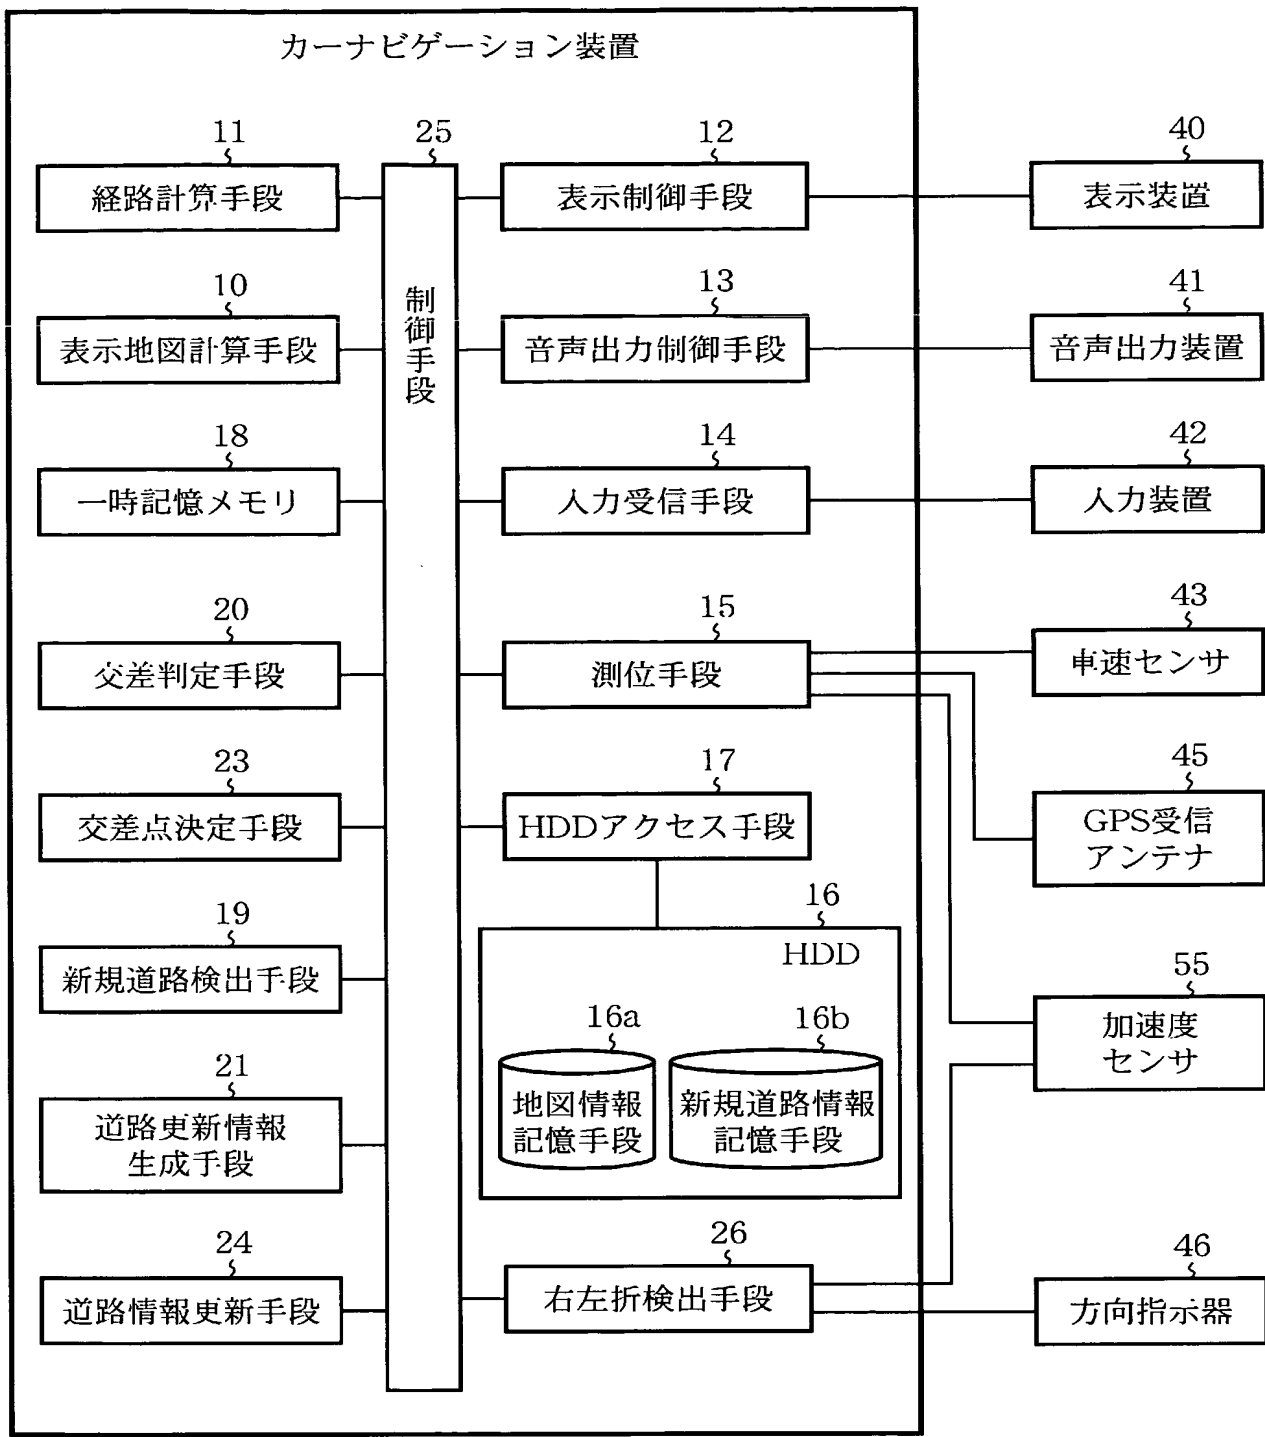 カーナビゲーション装置
11
25
12
40
経路計算手段
表示制御手段
表示装置
10
13
41
制御手段
表示地図計算手段
音声出力制御手段
音声出力装置
18
14
42
一時記憶メモリ
入力受信手段
入力装置
20
15
43
交差判定手段
測位手段
車速センサ
23
17
45
交差点決定手段
HDDアクセス手段
GPS受信
アンテナ
19
16
新規道路検出手段
HDD
55
加速度
センサ
16a
16b
地図情報
記憶手段
新規道路情報
記憶手段
21
道路更新情報
生成手段
24
26
46
道路情報更新手段
右左折検出手段
方向指示器